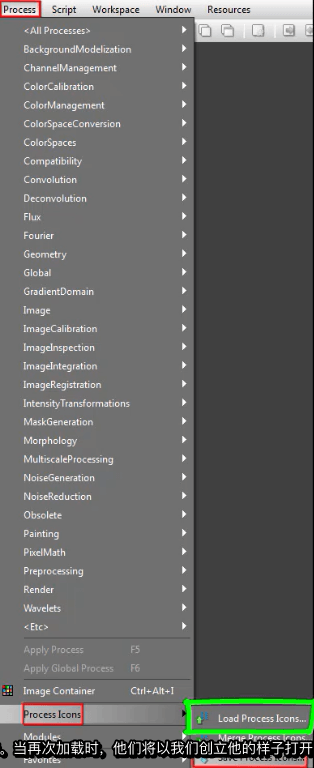 Process Script Workspace Window Resources
<All Processes>
BackgroundModelization
ChannelManagement
ColorCalibration
ColorManagement
ColorSpaceConversion
ColorSpaces
Compatibility
Convolution
Deconvolution
Flux
Fourier
Geometry
Global
GradientDomain
Image
ImageCalibration
ImageInspection
ImageIntegration
ImageRegistration
IntensityTransformations
MaskGeneration
Morphology
MultiscaleProcessing
NoiseGeneration
NoiseReduction
Obsolete
Painting
PixelMath
Preprocessing
Render
Wavelets
<Etc>
Apply Process F5
Apply Global Process F6
Image Container Ctrl+Alt+I
Process Icons
Load Process Icons...
Modules
Merge Process Icons...
。当再次加载时，他们将以我们创立他的样子打开
Favorites
Save Process Icons...